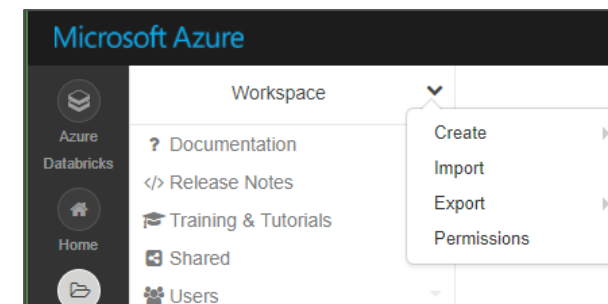 Microsoft Azure
Azure
Databricks
Home
Workspace
? Documentation
</> Release Notes
Training & Tutorials
Shared
Users
Create
Import
Export
Permissions